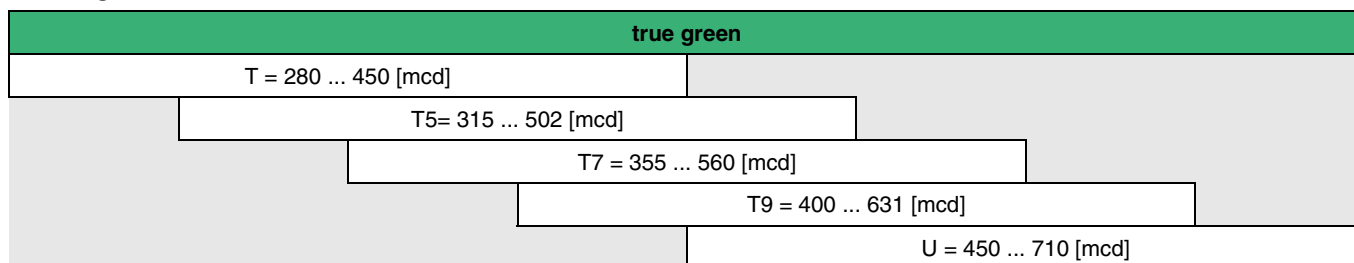 true green
T = 280 ... 450 [mcd]
T5= 315 ... 502 [mcd]
T7 = 355 ... 560 [mcd]
T9 = 400 ... 631 [mcd]
U = 450 ... 710 [mcd]